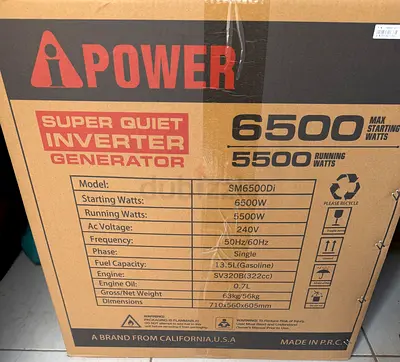 iPOWER
SUPER QUIET
INVERTER
GENERATOR
6500 MAX STARTING WATTS
5500 RUNNING WATTS
Model: SM6500Di
Starting Watts: 6500W
Running Watts: 5500W
Ac Voltage: 240V
Frequency: 50Hz/60Hz
Phase: Single
Fuel Capacity: 13.5L(Gasoline)
Engine: SV320B(322cc)
Engine Oil: 0.7L
Gross/Net Weight: 63kg/56kg
Dimensions 710x560x605mm
PLEASE RECYCLE
WARNING:
WARNING:
A BRAND FROM CALIFORNIA,U.S.A
MADE IN P.R.C